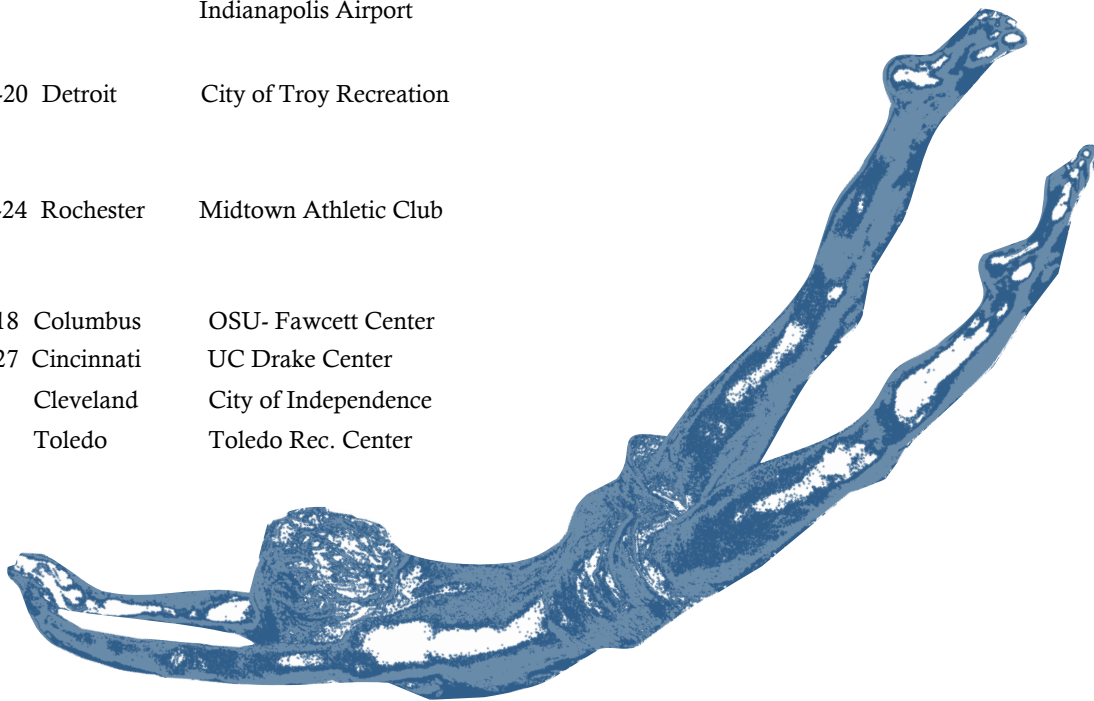 Indianapolis Airport
-20 Detroit City of Troy Recreation
-24 Rochester Midtown Athletic Club
18 Columbus OSU- Fawcett Center
27 Cincinnati UC Drake Center
Cleveland City of Independence
Toledo Toledo Rec. Center